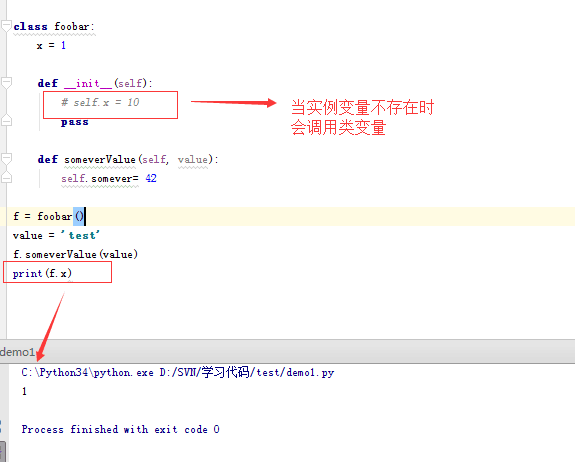 class foobar:
x = 1
def __init__(self):
# self.x = 10
pass
当实例变量不存在时
会调用类变量
def someverValue(self, value):
self.somever= 42
f = foobar()
value = 'test'
f.someverValue(value)
print(f.x)
demo1
C:\Python34\python.exe D:/SVN/学习代码/test/demo1.py
1
Process finished with exit code 0